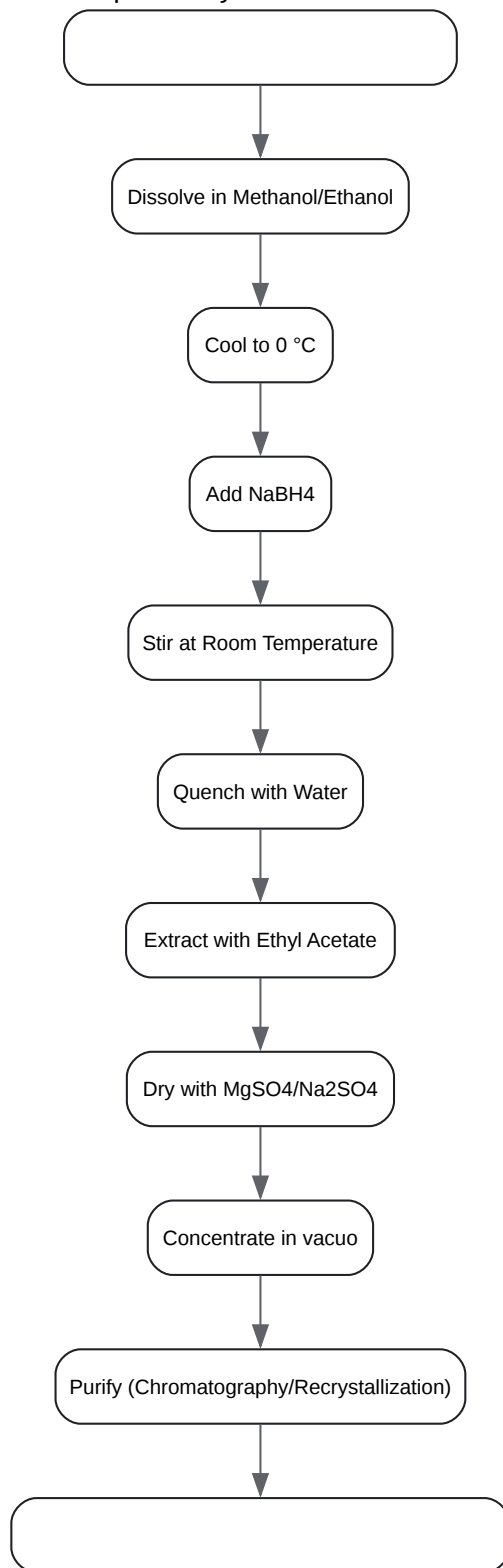 Dissolve in Methanol/Ethanol
Cool to 0 °C
Add NaBH4
Stir at Room Temperature
Quench with Water
Extract with Ethyl Acetate
Dry with MgSO4/Na2SO4
Concentrate in vacuo
Purify (Chromatography/Recrystallization)